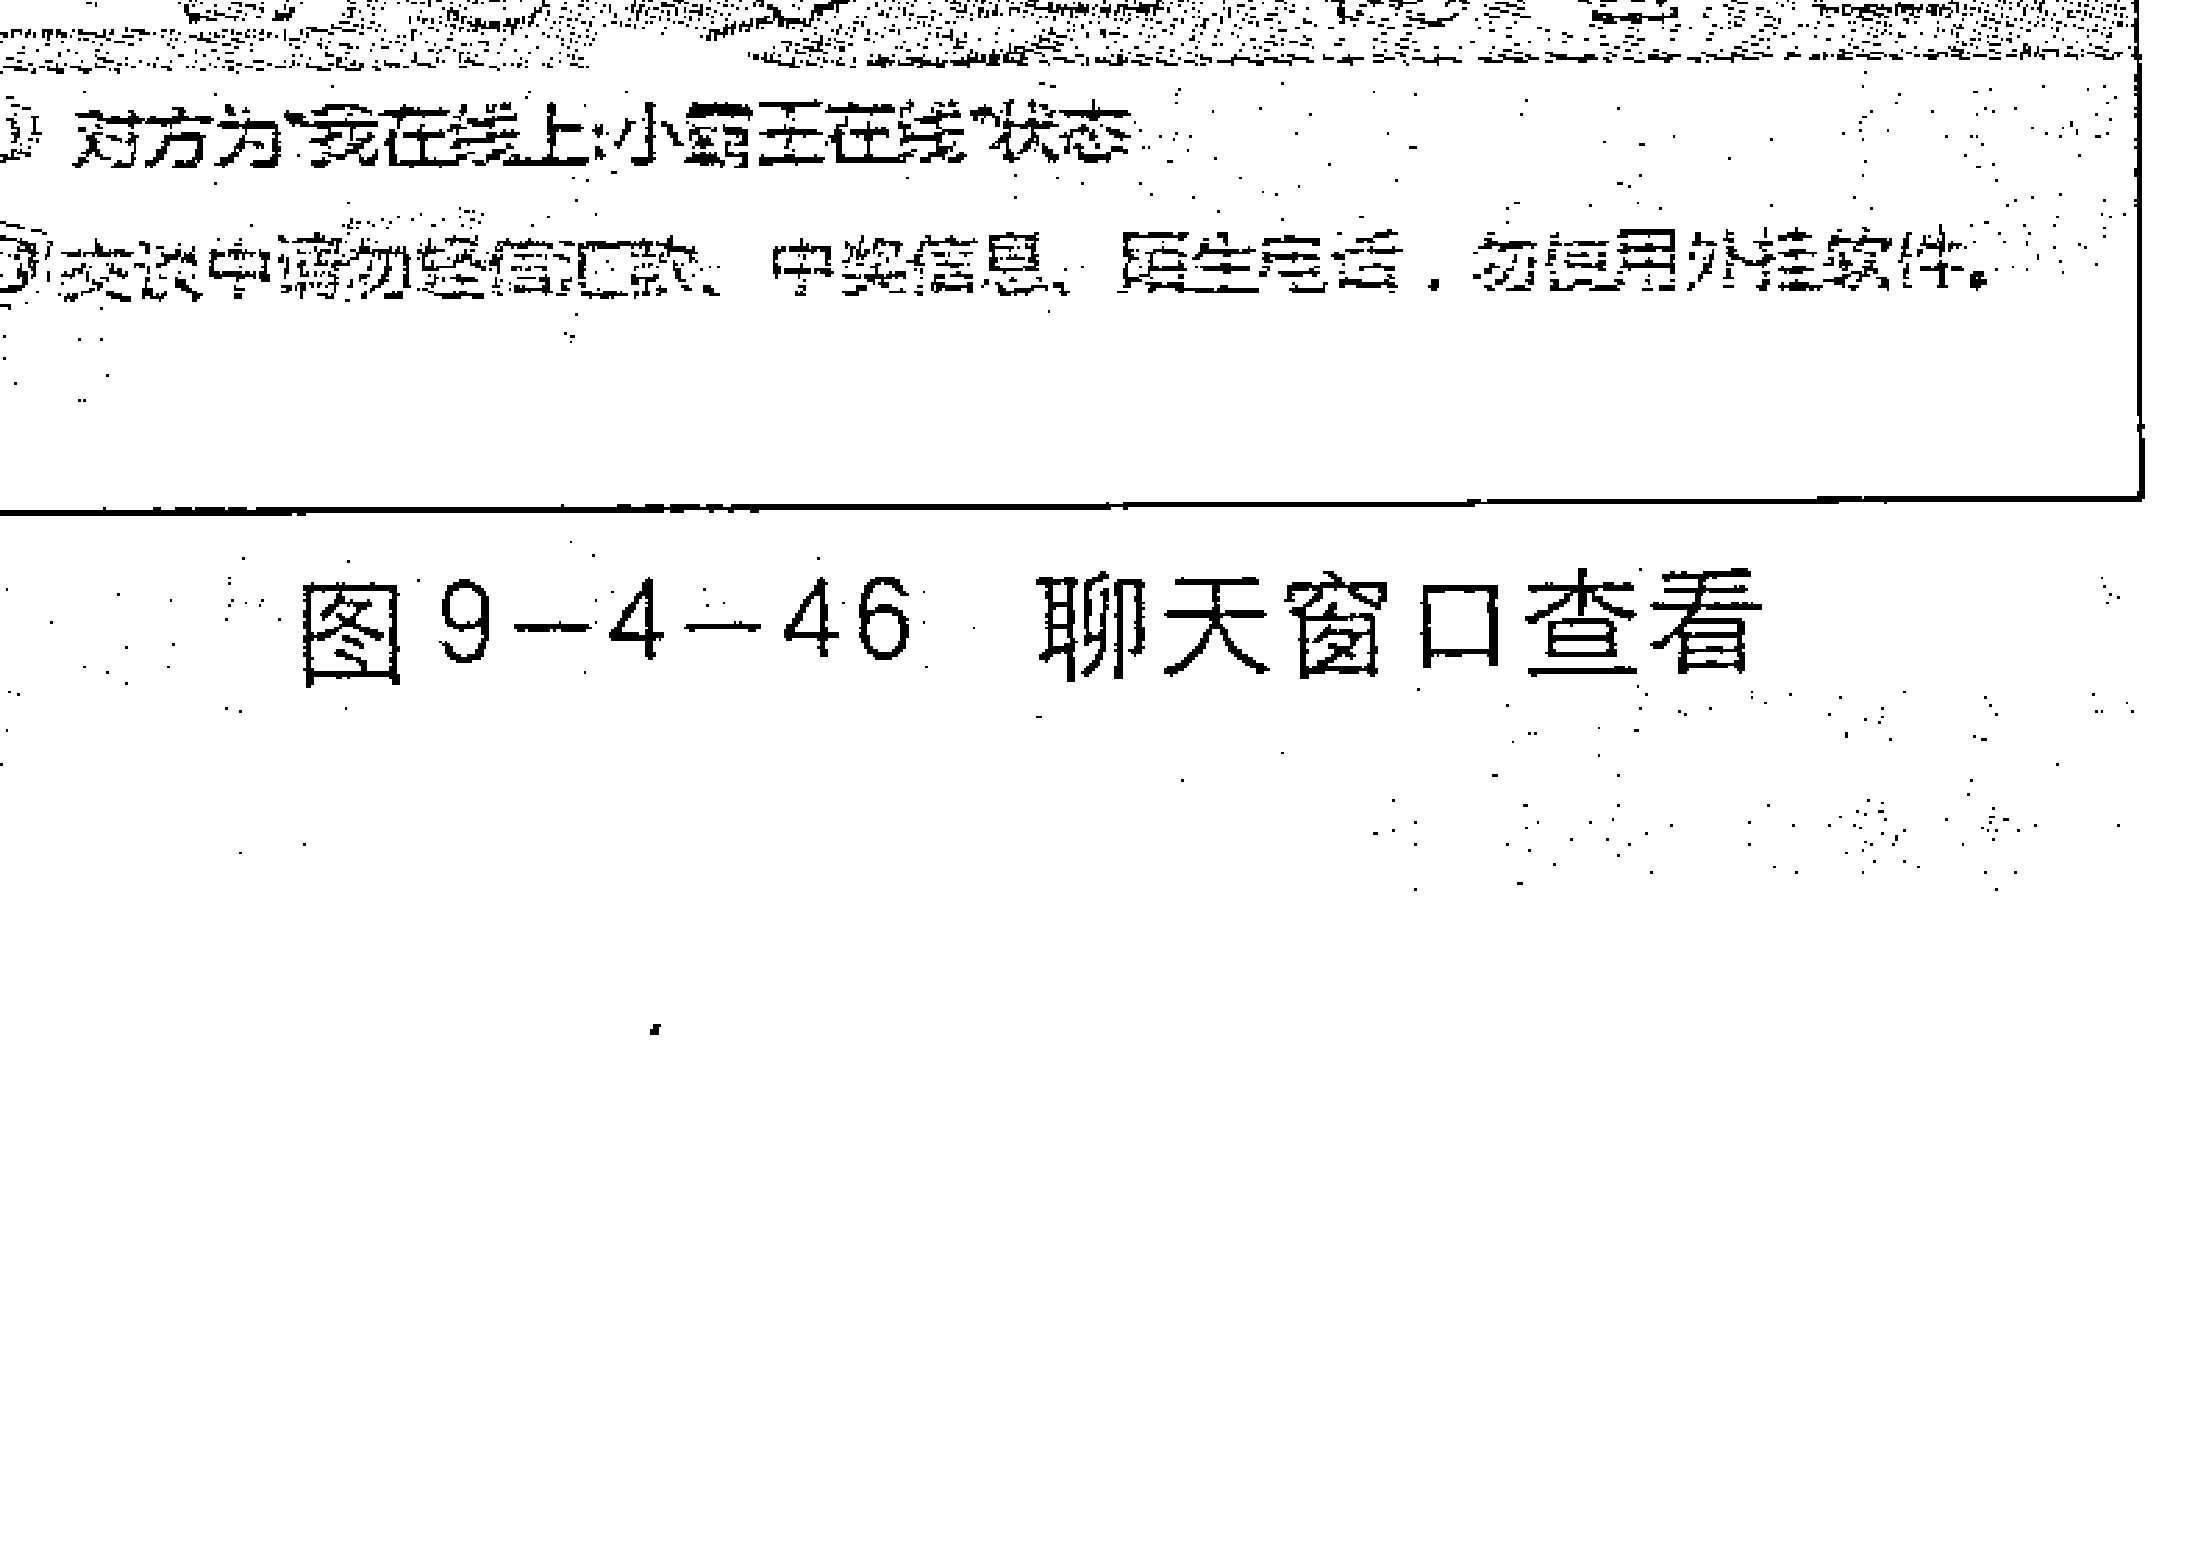 对方为“我在线上:小霸王在线”状态
交谈中请勿轻信汇款、中奖信息、陌生电话，勿使用外挂软件。
图9—4—46 聊天窗口查看